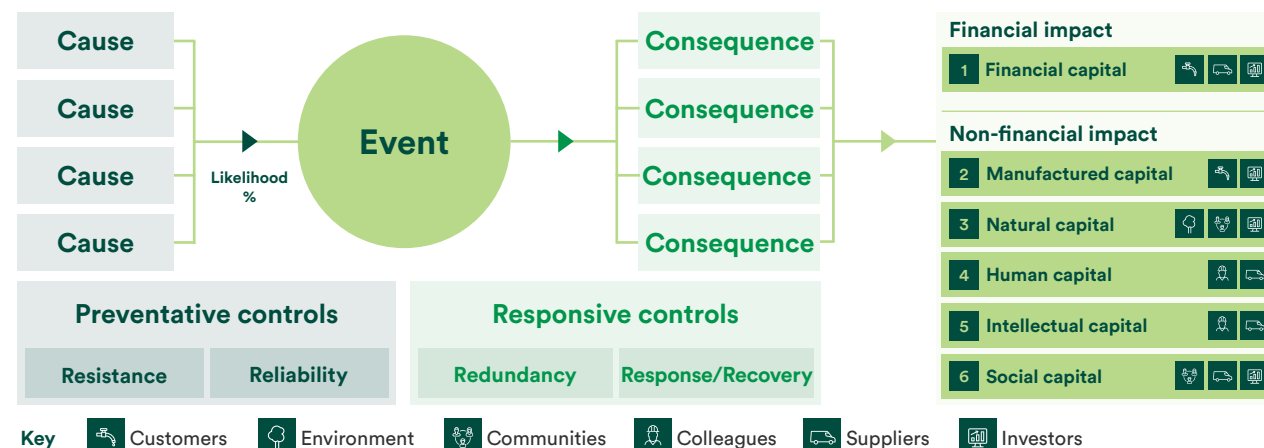 Cause
Cause
Cause
Cause
Likelihood
%
Event
Consequence
Consequence
Consequence
Consequence
Preventative controls
Resistance
Reliability
Responsive controls
Redundancy
Response/Recovery
Financial impact
1 Financial capital
Non-financial impact
2 Manufactured capital
3 Natural capital
4 Human capital
5 Intellectual capital
6 Social capital
Key Customers Environment Communities Colleagues Suppliers Investors